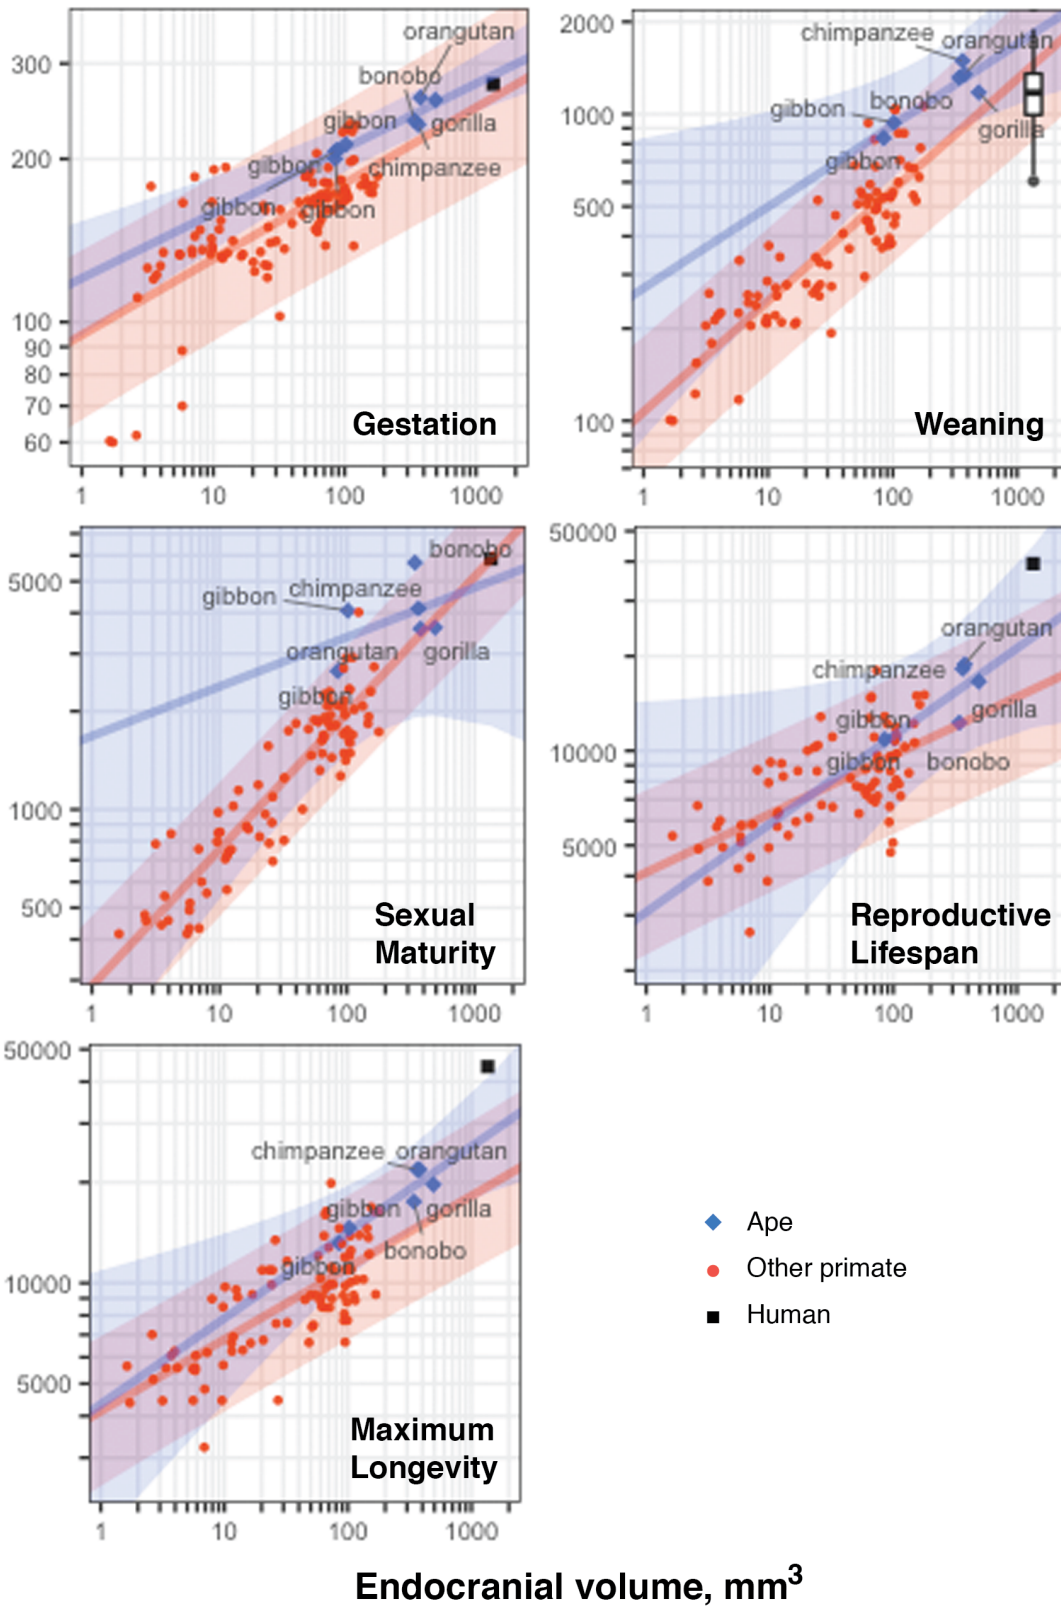 orangutan
300
bonobo
gibbon
gorilla
200
gibbon
chimpanzee
gibbon
gibbon
100
90
80
70
60
Gestation
1 10 100 1000
2000
chimpanzee
orangutan
1000
gibbon
bonobo
gorilla
gibbon
500
100
Weaning
1 10 100 1000
bonobo
5000
chimpanzee
gibbon
orangutan
gorilla
gibbon
1000
500
Sexual
Maturity
1 10 100 1000
50000
orangutan
chimpanzee
gorilla
gibbon
10000
gibbon
bonobo
5000
Reproductive
Lifespan
1 10 100 1000
50000
chimpanzee
orangutan
gibbon
gorilla
bonobo
gibbon
10000
5000
Maximum
Longevity
1 10 100 1000
Ape
Other primate
Human
Endocranial volume, mm³